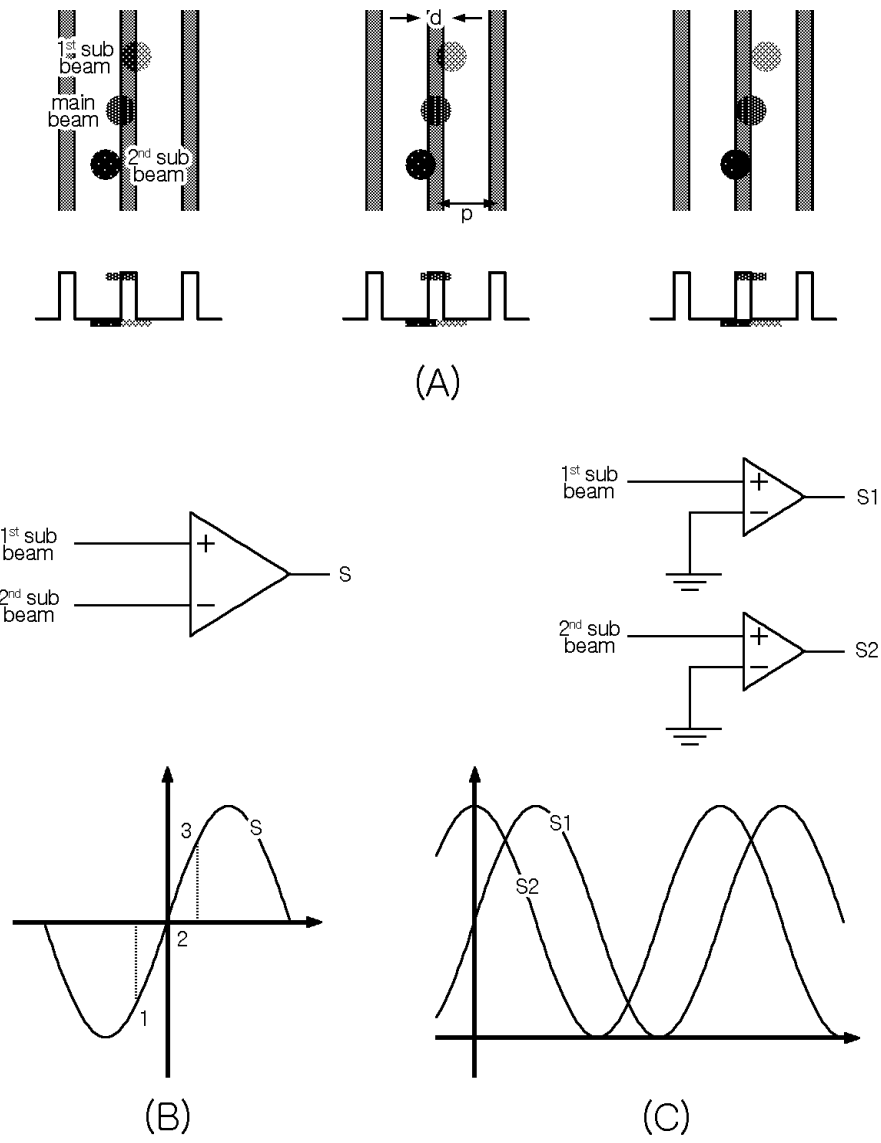 1st sub
beam
main
beam
2nd sub
beam
d
p
(A)
1st sub
beam
2nd sub
beam
+
−
S
1st sub
beam
+
−
S1
2nd sub
beam
+
−
S2
3
S
2
1
(B)
S1
S2
(C)